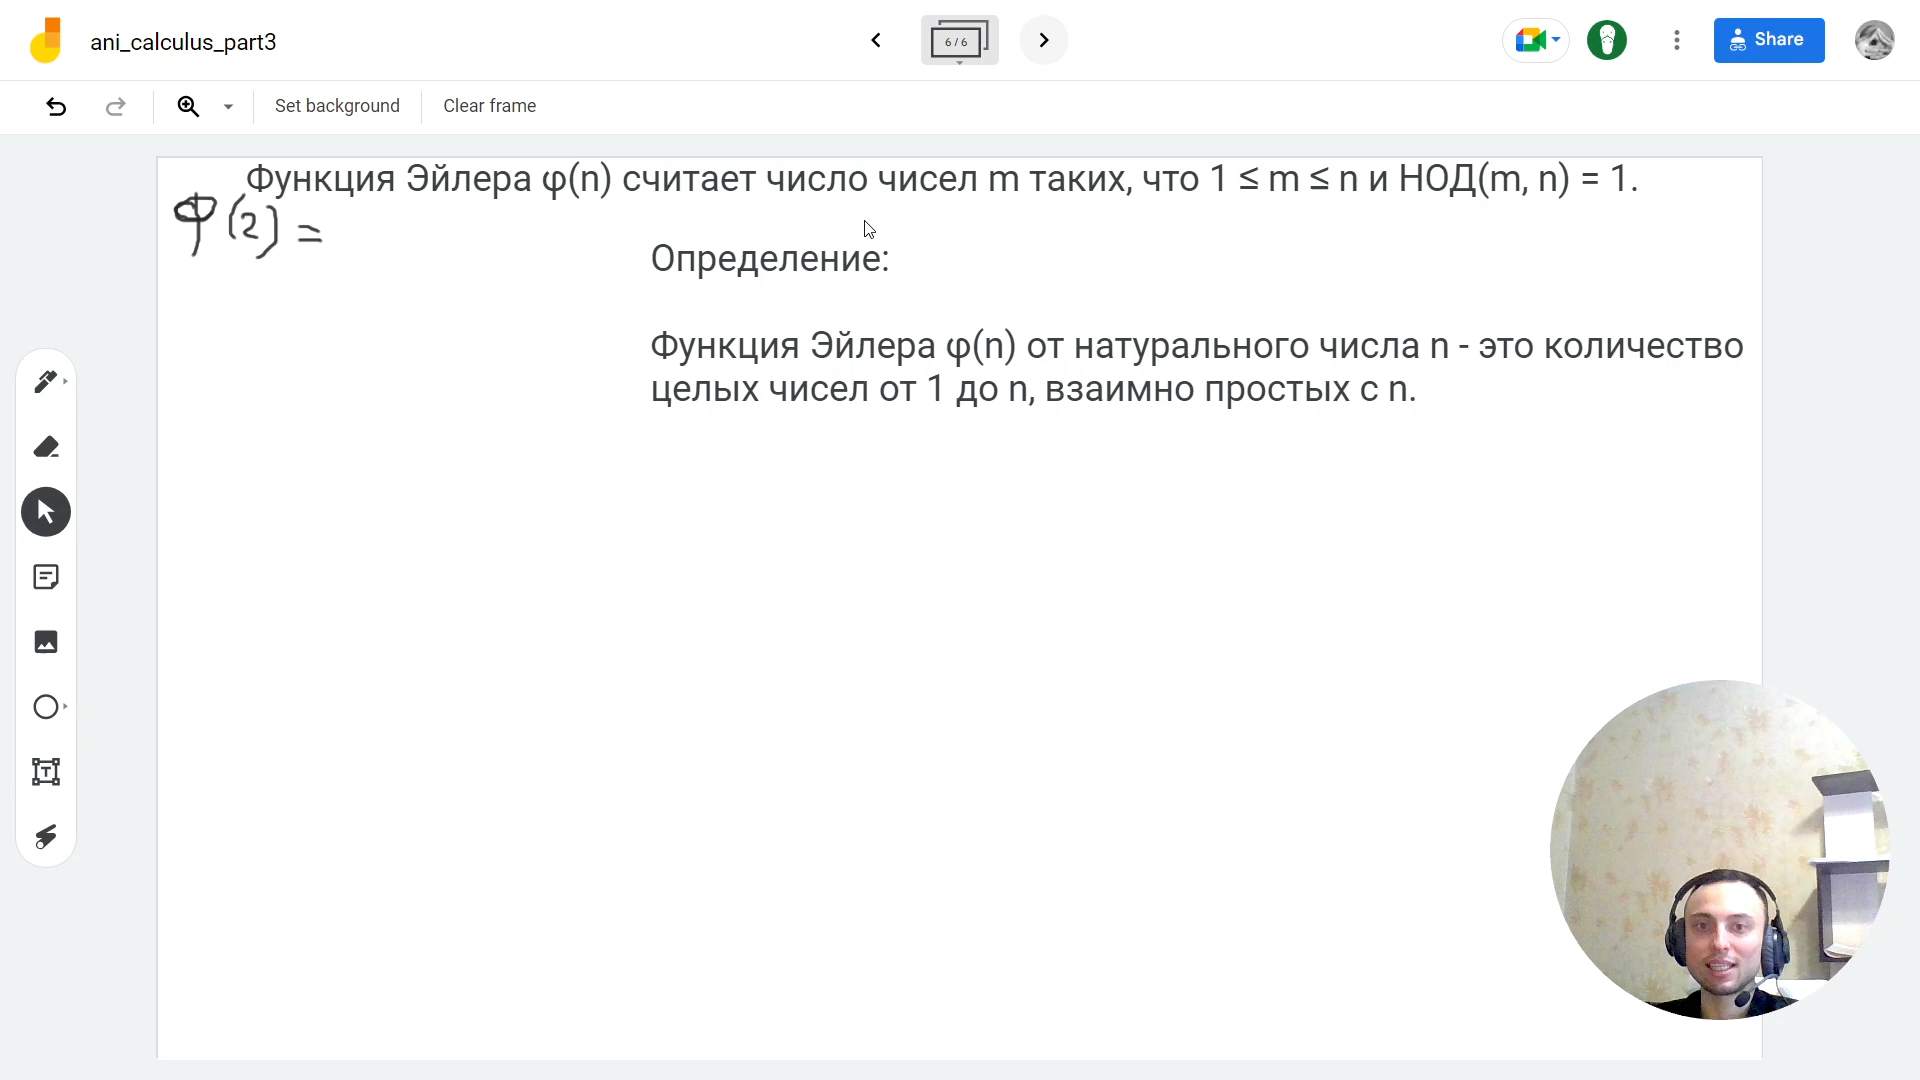 ani_calculus_part3
6 / 6
Share
Set background
Clear frame
Функция Эйлера φ(n) считает число чисел m таких, что 1 ≤ m ≤ n и НОД(m, n) = 1.
φ(2) =
Определение:
Функция Эйлера φ(n) от натурального числа n - это количество
целых чисел от 1 до n, взаимно простых с n.